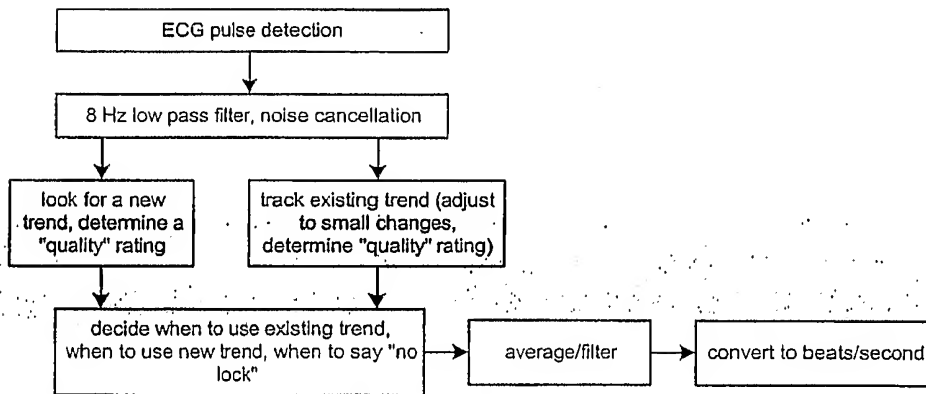 ECG pulse detection
8 Hz low pass filter, noise cancellation
look for a new
trend, determine a
"quality" rating
track existing trend (adjust
to small changes,
determine "quality" rating)
decide when to use existing trend,
when to use new trend, when to say "no
lock"
average/filter
convert to beats/second